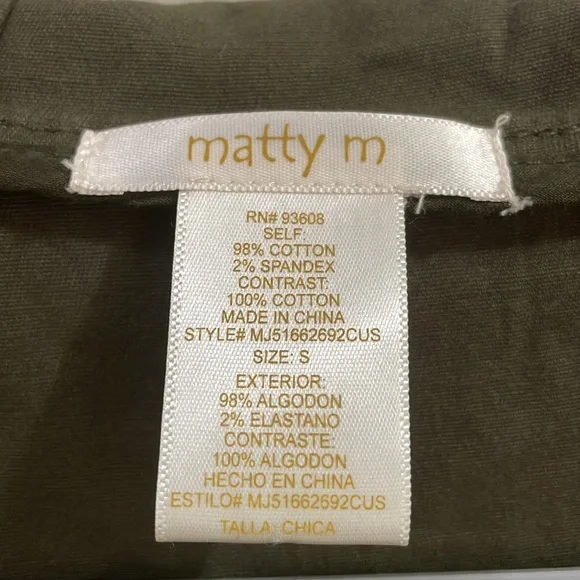 matty m
RN# 93608
SELF:
98% COTTON
2% SPANDEX
CONTRAST:
100% COTTON
MADE IN CHINA
STYLE# MJ51662692CUS
SIZE: S
EXTERIOR:
98% ALGODON
2% ELASTANO
CONTRASTE:
100% ALGODON
HECHO EN CHINA
ESTILO# MJ51662692CUS
TALLA: CHICA